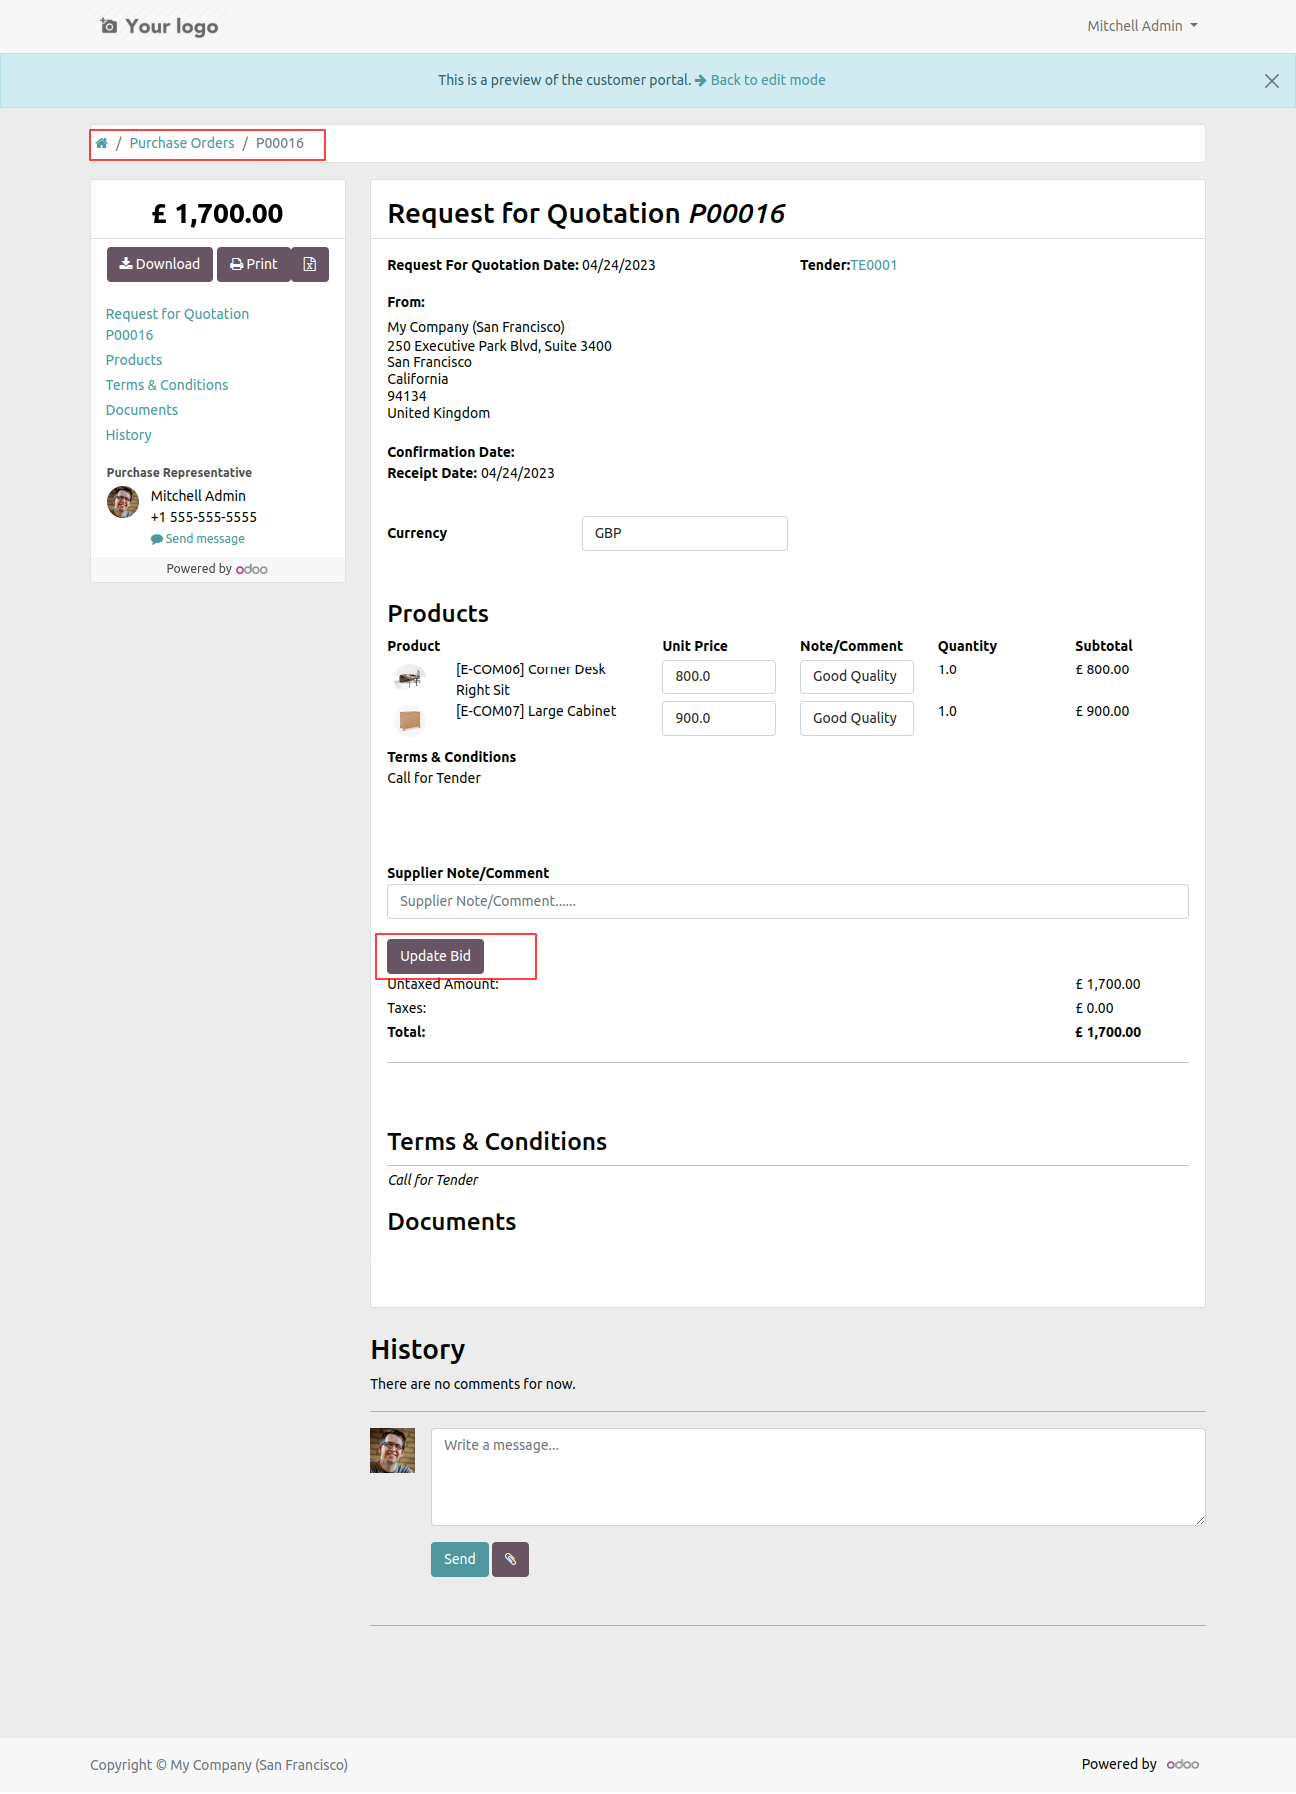 Your logo
Mitchell Admin
This is a preview of the customer portal. Back to edit mode
/ Purchase Orders / P00016
£ 1,700.00
Download Print
Request for Quotation
P00016
Products
Terms & Conditions
Documents
History
Purchase Representative
Mitchell Admin
+1 555-555-5555
Send message
Powered by odoo
Request for Quotation P00016
Request For Quotation Date: 04/24/2023 Tender:TE0001
From:
My Company (San Francisco)
250 Executive Park Blvd, Suite 3400
San Francisco
California
94134
United Kingdom
Confirmation Date:
Receipt Date: 04/24/2023
Currency GBP
Products
Product Unit Price Note/Comment Quantity Subtotal
[E-COM06] Corner Desk 800.0 Good Quality 1.0 £ 800.00
Right Sit
[E-COM07] Large Cabinet 900.0 Good Quality 1.0 £ 900.00
Terms & Conditions
Call for Tender
Supplier Note/Comment
Supplier Note/Comment......
Update Bid
Untaxed Amount: £ 1,700.00
Taxes: £ 0.00
Total: £ 1,700.00
Terms & Conditions
Call for Tender
Documents
History
There are no comments for now.
Write a message...
Send
Copyright © My Company (San Francisco) Powered by odoo